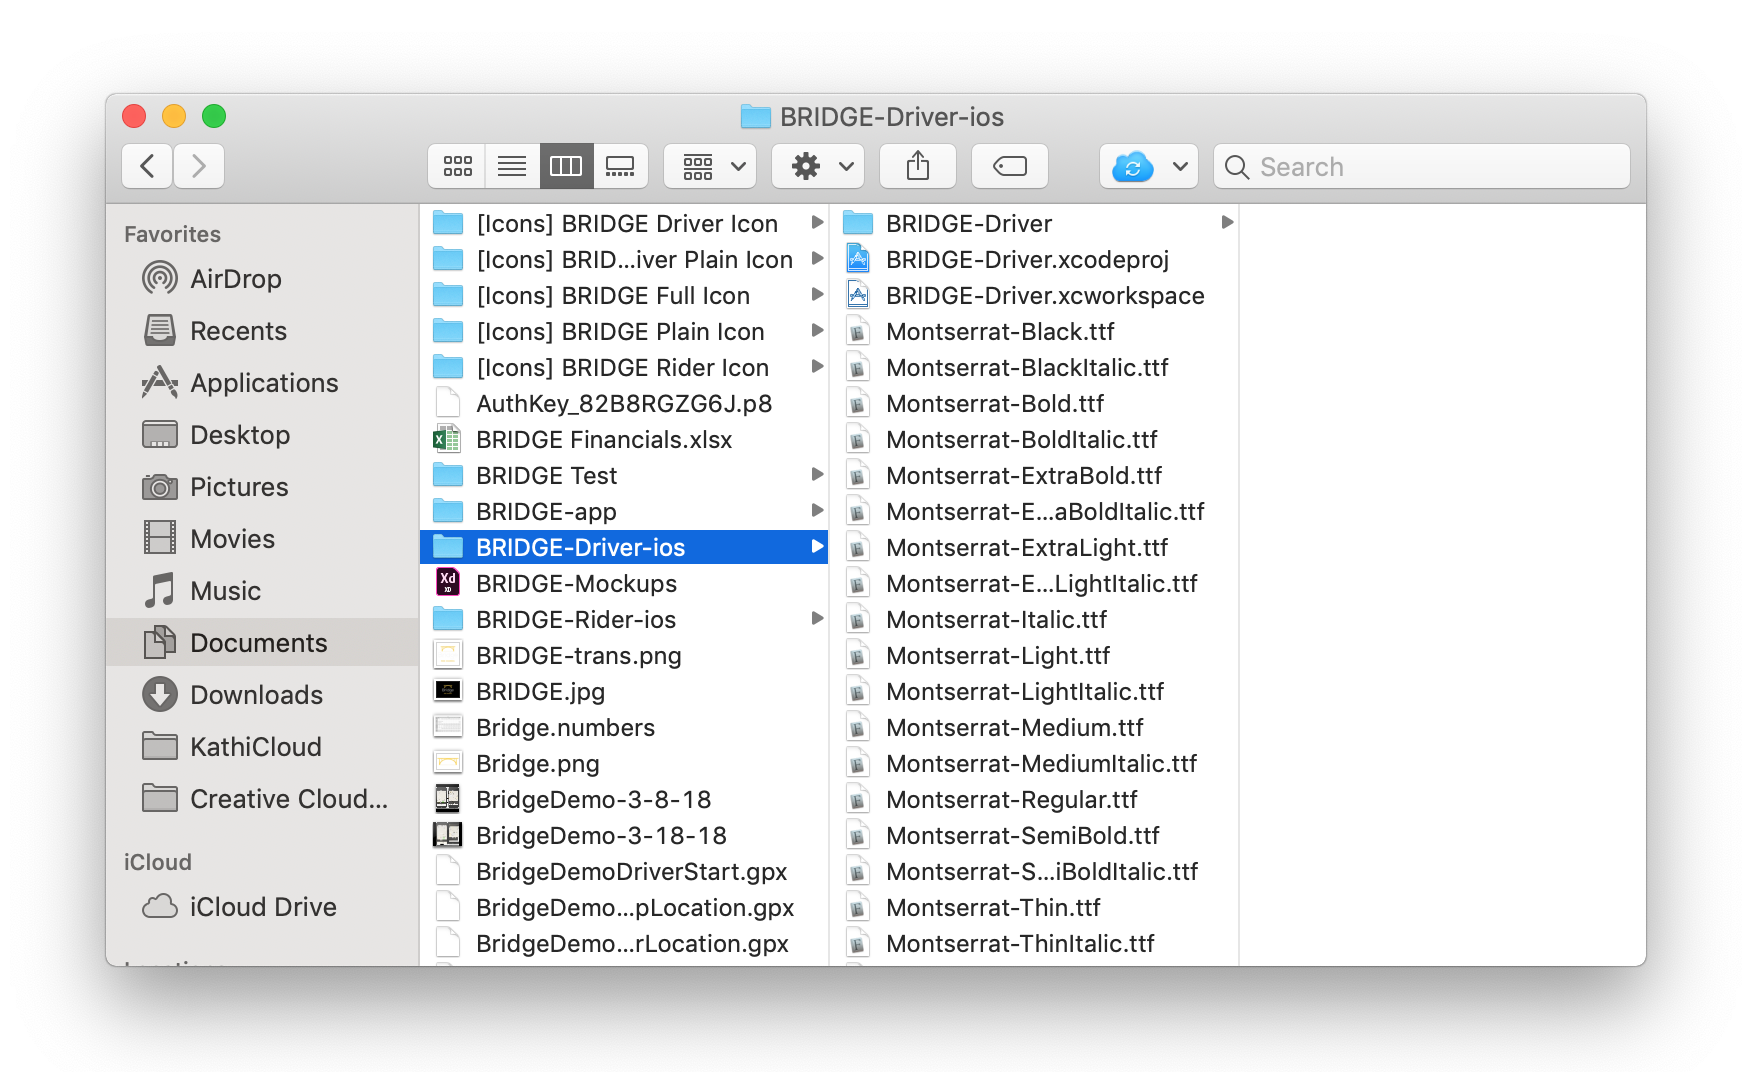 BRIDGE-Driver-ios
Search
Favorites
AirDrop
Recents
Applications
Desktop
Pictures
Movies
Music
Documents
Downloads
KathiCloud
Creative Cloud...
iCloud
iCloud Drive
[Icons] BRIDGE Driver Icon
[Icons] BRID...iver Plain Icon
[Icons] BRIDGE Full Icon
[Icons] BRIDGE Plain Icon
[Icons] BRIDGE Rider Icon
AuthKey_82B8RGZG6J.p8
BRIDGE Financials.xlsx
BRIDGE Test
BRIDGE-app
BRIDGE-Driver-ios
Xd
XD
BRIDGE-Mockups
BRIDGE-Rider-ios
BRIDGE-trans.png
BRIDGE.jpg
Bridge.numbers
Bridge.png
BridgeDemo-3-8-18
BridgeDemo-3-18-18
BridgeDemoDriverStart.gpx
BridgeDemo...pLocation.gpx
BridgeDemo...rLocation.gpx
BRIDGE-Driver
BRIDGE-Driver.xcodeproj
BRIDGE-Driver.xcworkspace
Montserrat-Black.ttf
Montserrat-BlackItalic.ttf
Montserrat-Bold.ttf
Montserrat-BoldItalic.ttf
Montserrat-ExtraBold.ttf
Montserrat-E...aBoldItalic.ttf
Montserrat-ExtraLight.ttf
Montserrat-E...LightItalic.ttf
Montserrat-Italic.ttf
Montserrat-Light.ttf
Montserrat-LightItalic.ttf
Montserrat-Medium.ttf
Montserrat-MediumItalic.ttf
Montserrat-Regular.ttf
Montserrat-SemiBold.ttf
Montserrat-S...iBoldItalic.ttf
Montserrat-Thin.ttf
Montserrat-ThinItalic.ttf